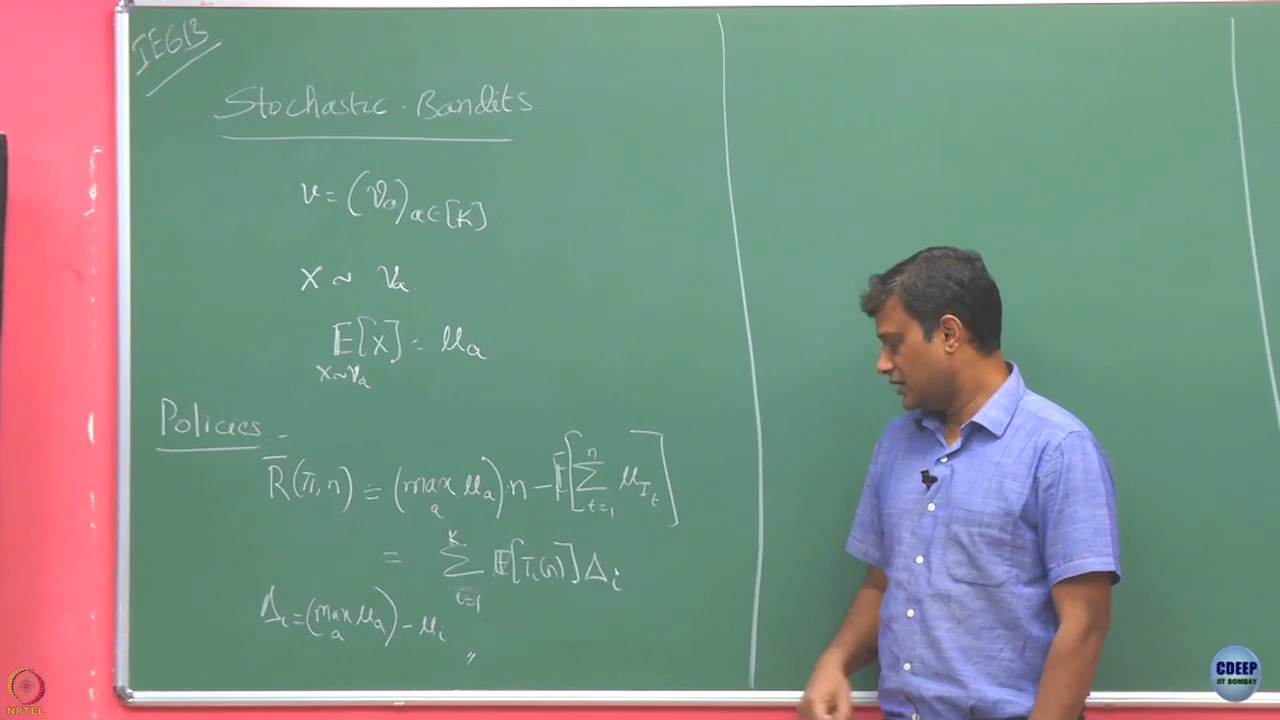 IE613
Stochastic Bandits
ν = (ν_a)_{a∈[K]}
X ~ ν_a.
E[X] = μ_a
X~ν_a
Policies :-
R̄(π,n) = (max_a μ_a)·n − E[∑_{t=1}^{n} μ_{I_t}]
= ∑_{i=1}^{K} E[T_i(n)] Δ_i
Δ_i = (max_a μ_a) − μ_i
NPTEL
CDEEP
IIT BOMBAY